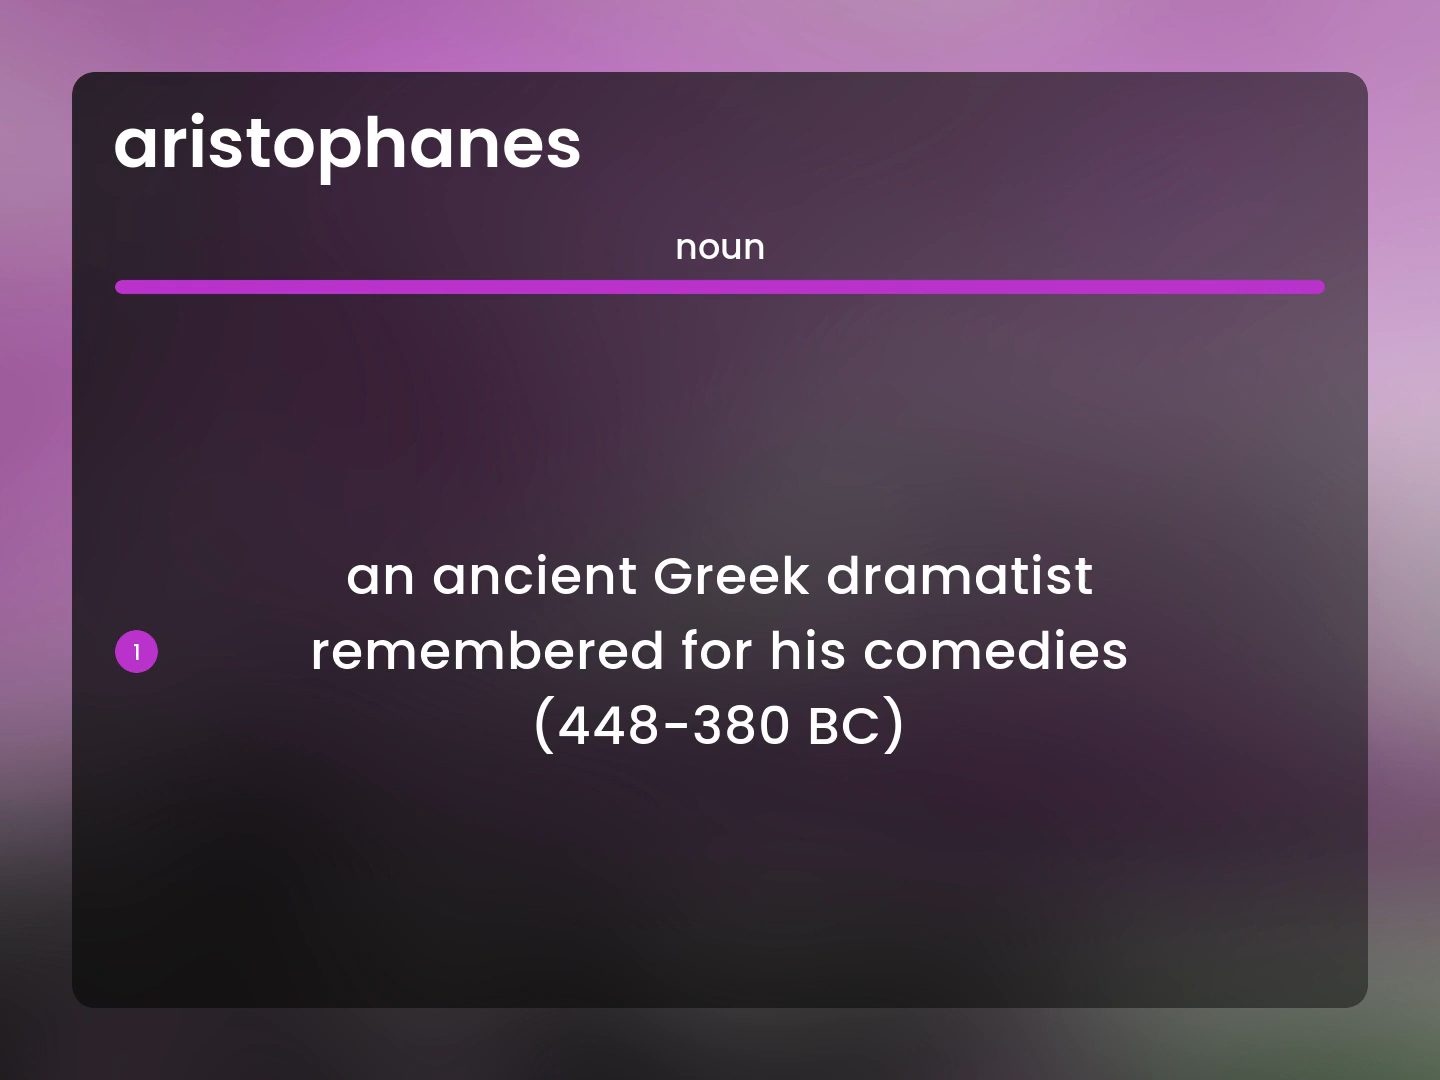 aristophanes
noun
an ancient Greek dramatist
1 remembered for his comedies
(448-380 BC)